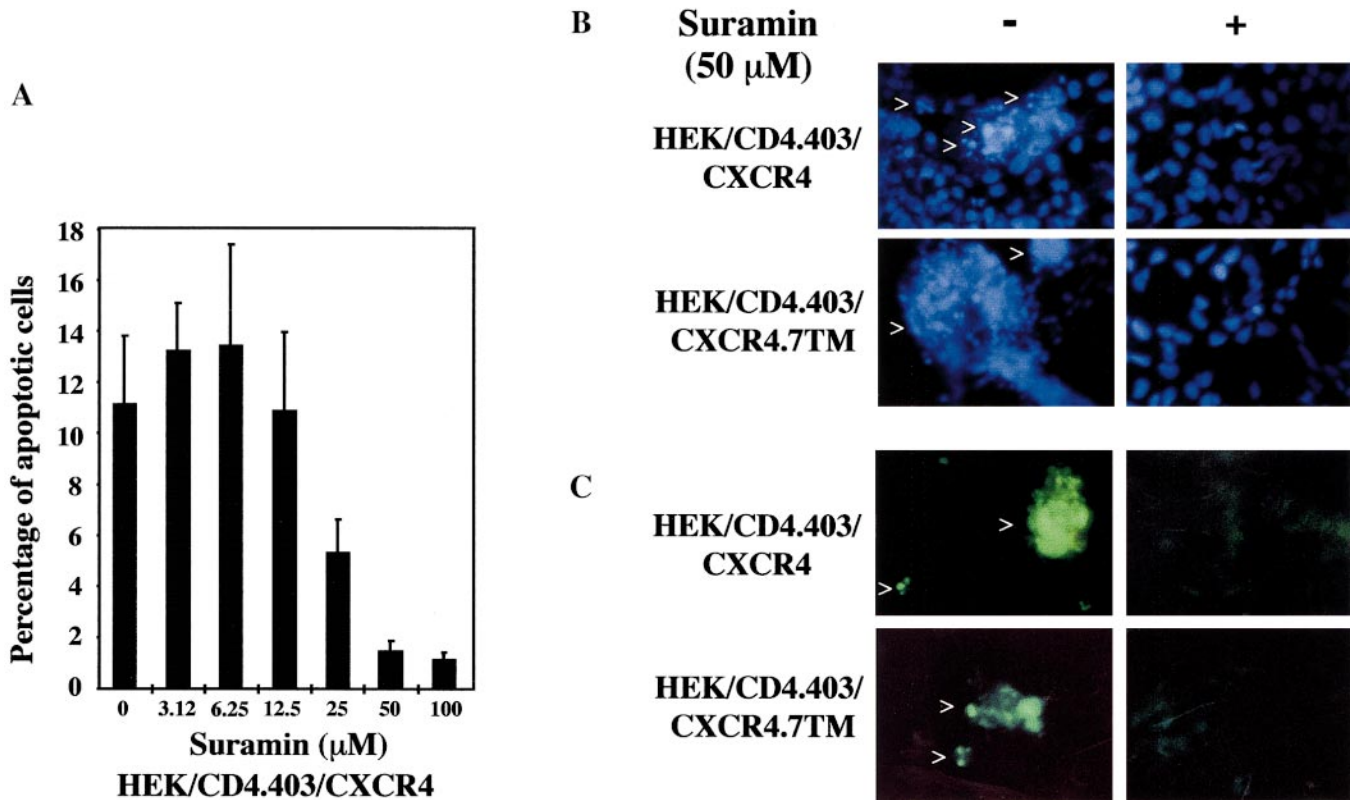 A
Percentage of apoptotic cells
18
16
14
12
10
8
6
4
2
0
0 3.12 6.25 12.5 25 50 100
Suramin (μM)
HEK/CD4.403/CXCR4
B
Suramin
(50 μM)
- +
HEK/CD4.403/
CXCR4
>
>
>
>
HEK/CD4.403/
CXCR4.7TM
>
>
C
HEK/CD4.403/
CXCR4
>
>
HEK/CD4.403/
CXCR4.7TM
>
>